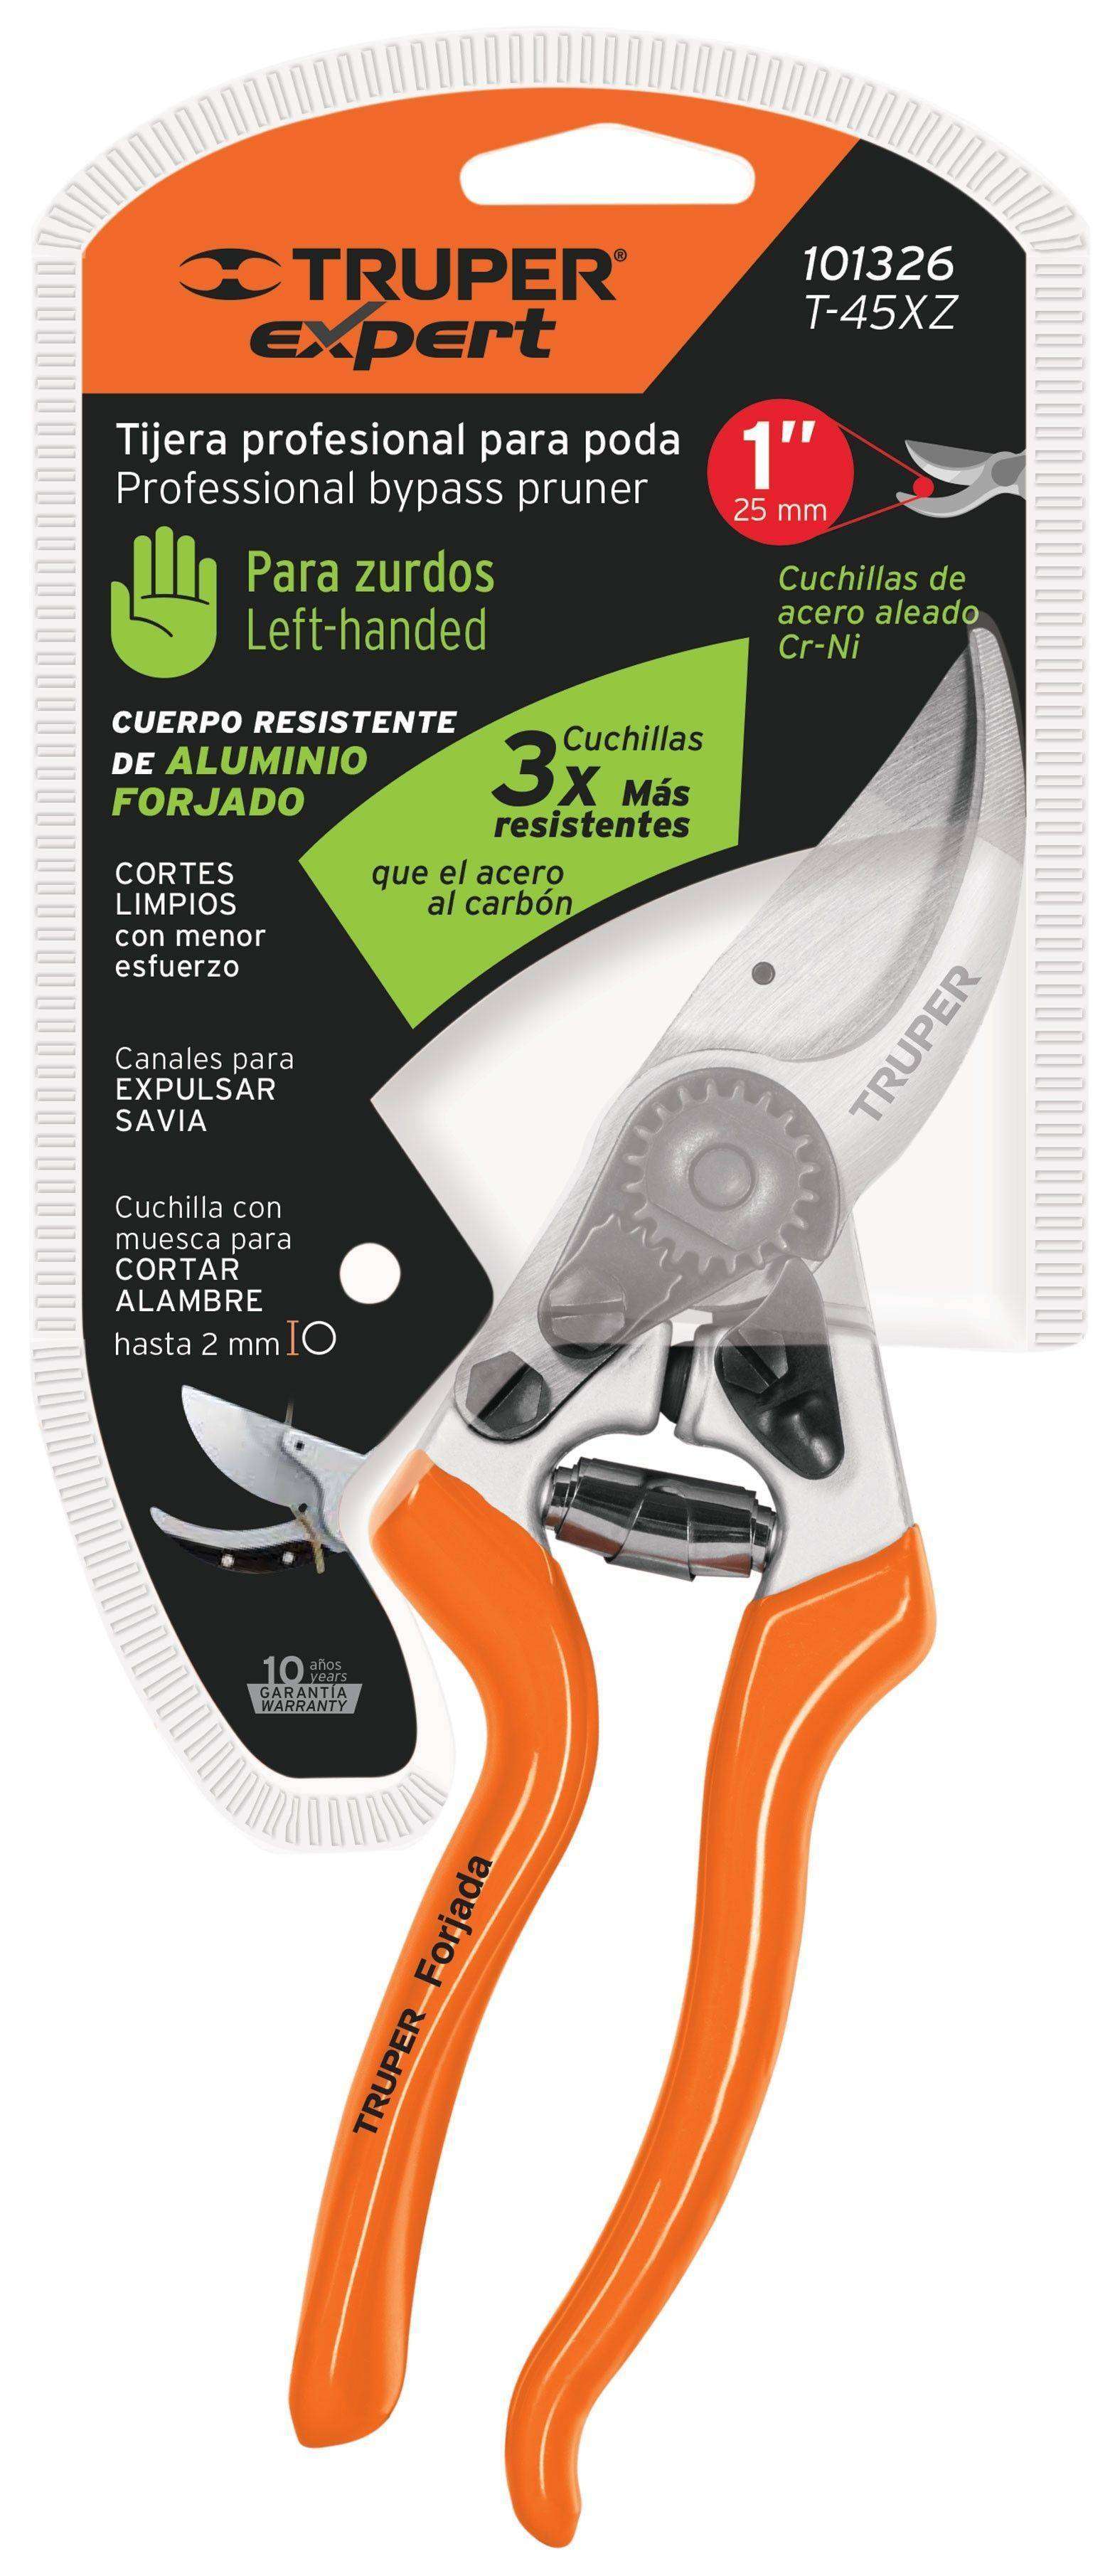 TRUPER®
expert
101326
T-45XZ
Tijera profesional para poda
Professional bypass pruner
1"
25 mm
Para zurdos
Left-handed
Cuchillas de
acero aleado
Cr-Ni
CUERPO RESISTENTE
DE ALUMINIO
FORJADO
3x Cuchillas
Más
resistentes
que el acero
al carbón
CORTES
LIMPIOS
con menor
esfuerzo
Canales para
EXPULSAR
SAVIA
Cuchilla con
muesca para
CORTAR
ALAMBRE
hasta 2 mm
10 años
years
GARANTÍA
WARRANTY
TRUPER
TRUPER Forjada